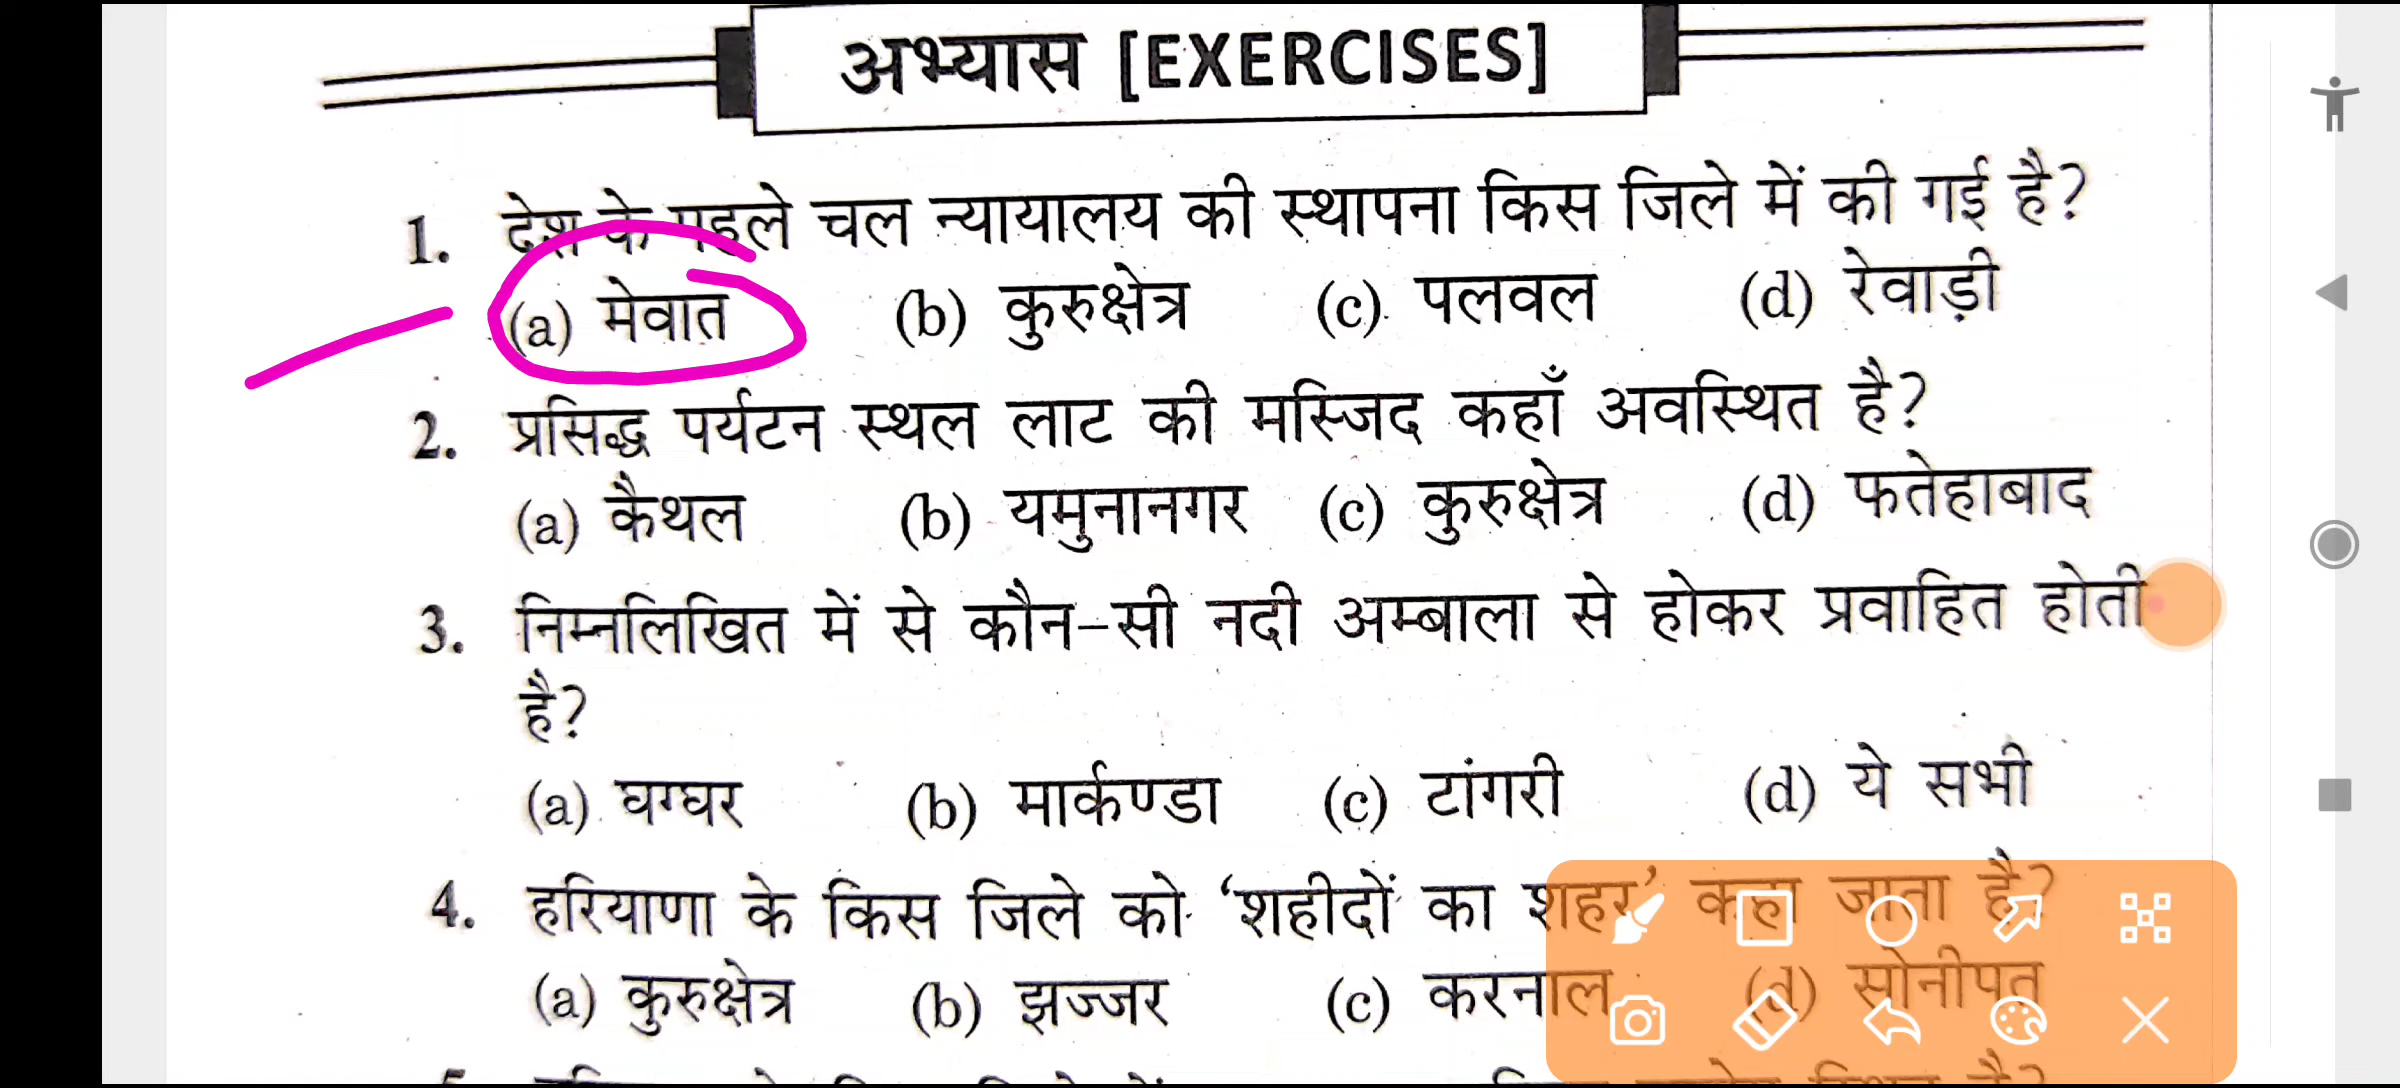 अभ्यास [EXERCISES]
1. देश के पहले चल न्यायालय की स्थापना किस जिले में की गई है?
(a) मेवात (b) कुरुक्षेत्र (c) पलवल (d) रेवाड़ी
2. प्रसिद्ध पर्यटन स्थल लाट की मस्जिद कहाँ अवस्थित है?
(a) कैथल (b) यमुनानगर (c) कुरुक्षेत्र (d) फतेहाबाद
3. निम्नलिखित में से कौन-सी नदी अम्बाला से होकर प्रवाहित होती
है?
(a) घग्घर (b) मार्कण्डा (c) टांगरी (d) ये सभी
4. हरियाणा के किस जिले को 'शहीदों का शहर' कहा जाता है?
(a) कुरुक्षेत्र (b) झज्जर (c) करनाल (d) सोनीपत